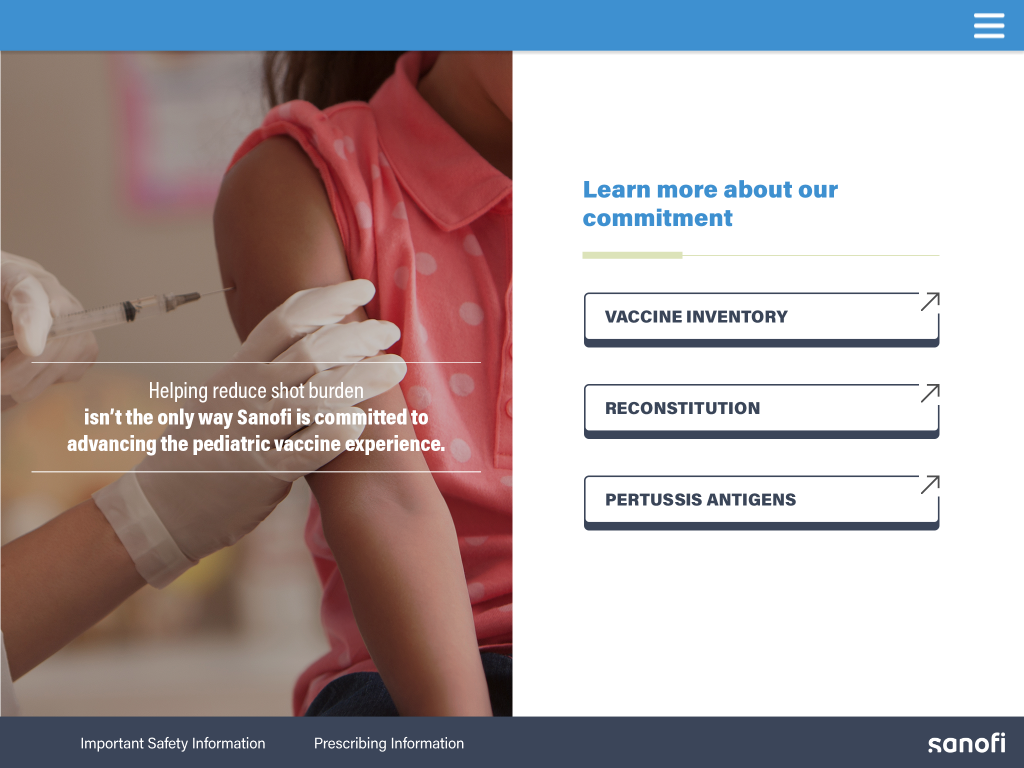 Helping reduce shot burden
isn’t the only way Sanofi is committed to
advancing the pediatric vaccine experience.
Learn more about our
commitment
VACCINE INVENTORY
RECONSTITUTION
PERTUSSIS ANTIGENS
Important Safety Information
Prescribing Information
sanofi